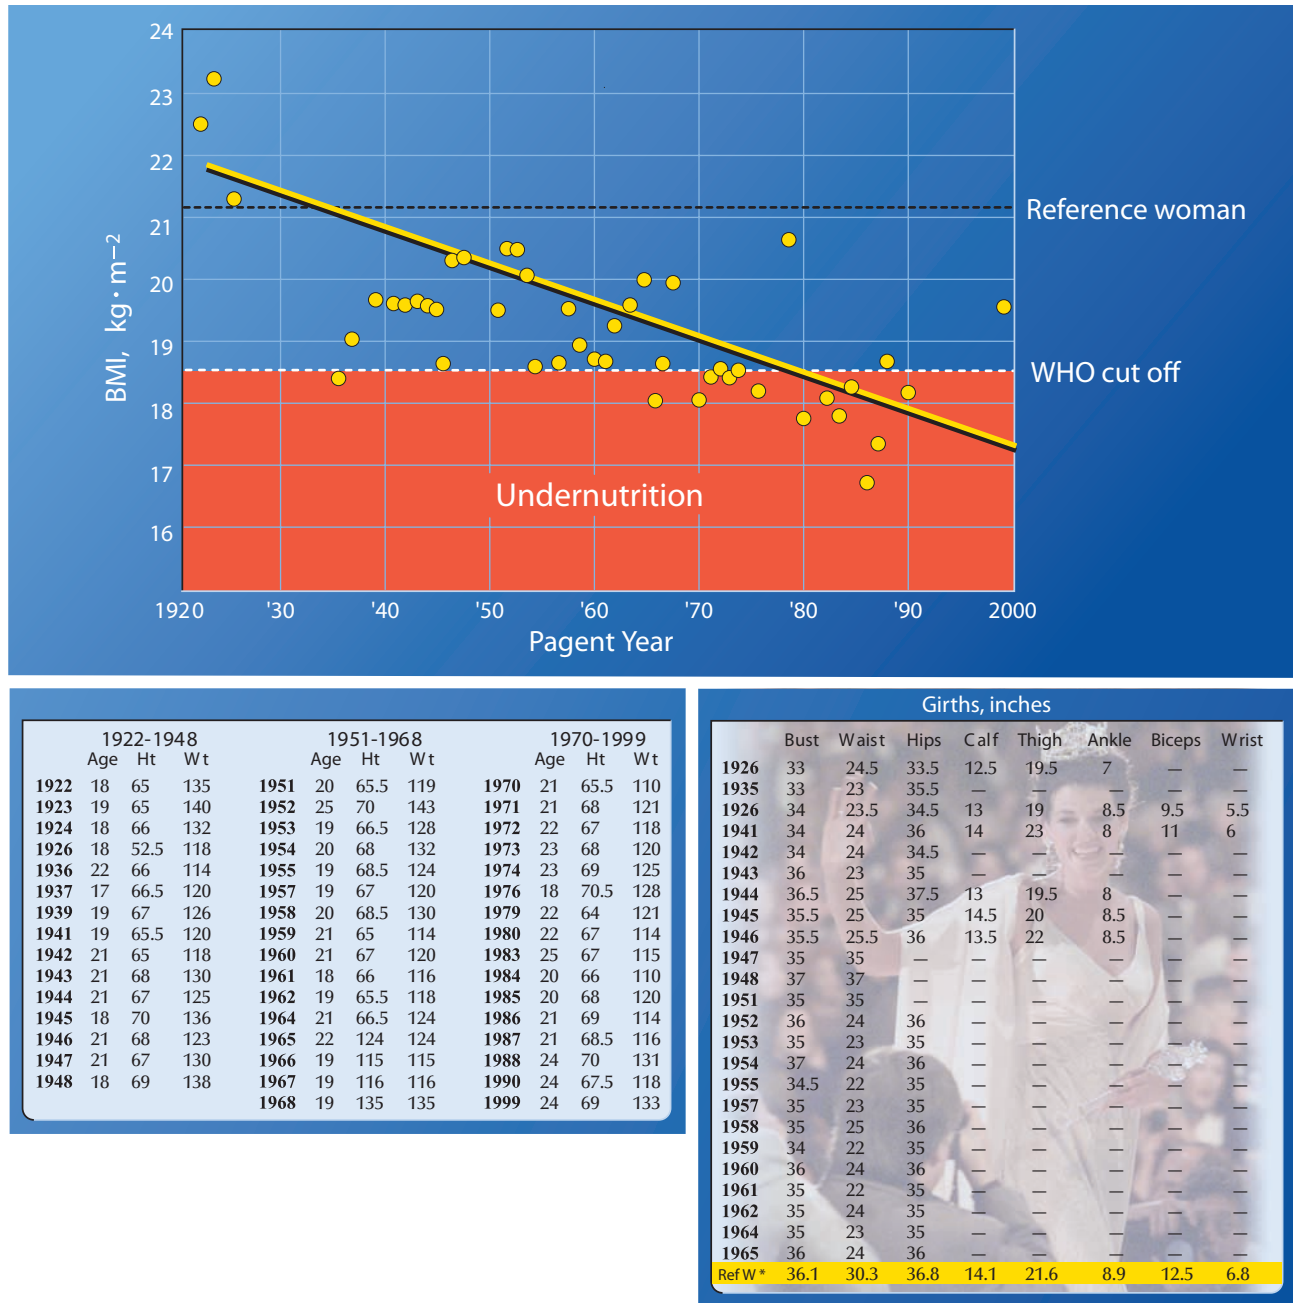 24
23
22
21
20
19
18
17
16
BMI, kg • m−2
Reference woman
WHO cut off
Undernutrition
1920 '30 '40 '50 '60 '70 '80 '90 2000
Pagent Year
1922-1948 1951-1968 1970-1999
Age Ht Wt Age Ht Wt Age Ht Wt
1922 18 65 135 1951 20 65.5 119 1970 21 65.5 110
1923 19 65 140 1952 25 70 143 1971 21 68 121
1924 18 66 132 1953 19 66.5 128 1972 22 67 118
1926 18 52.5 118 1954 20 68 132 1973 23 68 120
1936 22 66 114 1955 19 68.5 124 1974 23 69 125
1937 17 66.5 120 1957 19 67 120 1976 18 70.5 128
1939 19 67 126 1958 20 68.5 130 1979 22 64 121
1941 19 65.5 120 1959 21 65 114 1980 22 67 114
1942 21 65 118 1960 21 67 120 1983 25 67 115
1943 21 68 130 1961 18 66 116 1984 20 66 110
1944 21 67 125 1962 19 65.5 118 1985 20 68 120
1945 18 70 136 1964 21 66.5 124 1986 21 69 114
1946 21 68 123 1965 22 124 124 1987 21 68.5 116
1947 21 67 130 1966 19 115 115 1988 24 70 131
1948 18 69 138 1967 19 116 116 1990 24 67.5 118
1968 19 135 135 1999 24 69 133
Girths, inches
Bust Waist Hips Calf Thigh Ankle Biceps Wrist
1926 33 24.5 33.5 12.5 19.5 7 — —
1935 33 23 35.5 — — — — —
1926 34 23.5 34.5 13 19 8.5 9.5 5.5
1941 34 24 36 14 23 8 11 6
1942 34 24 34.5 — — — — —
1943 36 23 35 — — — — —
1944 36.5 25 37.5 13 19.5 8 — —
1945 35.5 25 35 14.5 20 8.5 — —
1946 35.5 25.5 36 13.5 22 8.5 — —
1947 35 35 — — — — — —
1948 37 37 — — — — — —
1951 35 35 — — — — — —
1952 36 24 36 — — — — —
1953 35 23 35 — — — — —
1954 37 24 36 — — — — —
1955 34.5 22 35 — — — — —
1957 35 23 35 — — — — —
1958 35 25 36 — — — — —
1959 34 22 35 — — — — —
1960 36 24 36 — — — — —
1961 35 22 35 — — — — —
1962 35 24 35 — — — — —
1964 35 23 35 — — — — —
1965 36 24 36 — — — — —
Ref W * 36.1 30.3 36.8 14.1 21.6 8.9 12.5 6.8